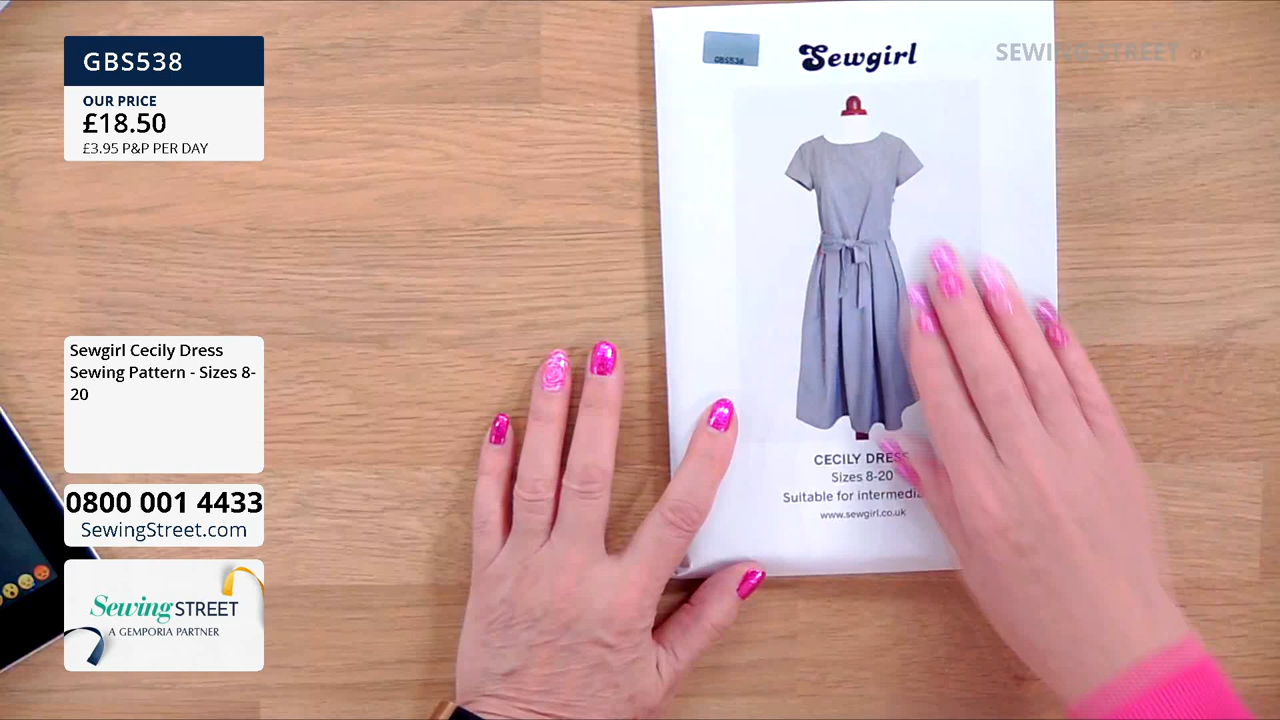 GBS538
OUR PRICE
£18.50
£3.95 P&P PER DAY
Sewgirl Cecily Dress
Sewing Pattern - Sizes 8-
20
0800 001 4433
SewingStreet.com
Sewing STREET
A GEMPORIA PARTNER
GBS538
Sewgirl
SEWING STREET
CECILY DRESS
Sizes 8-20
Suitable for
www.sewgirl.co.uk